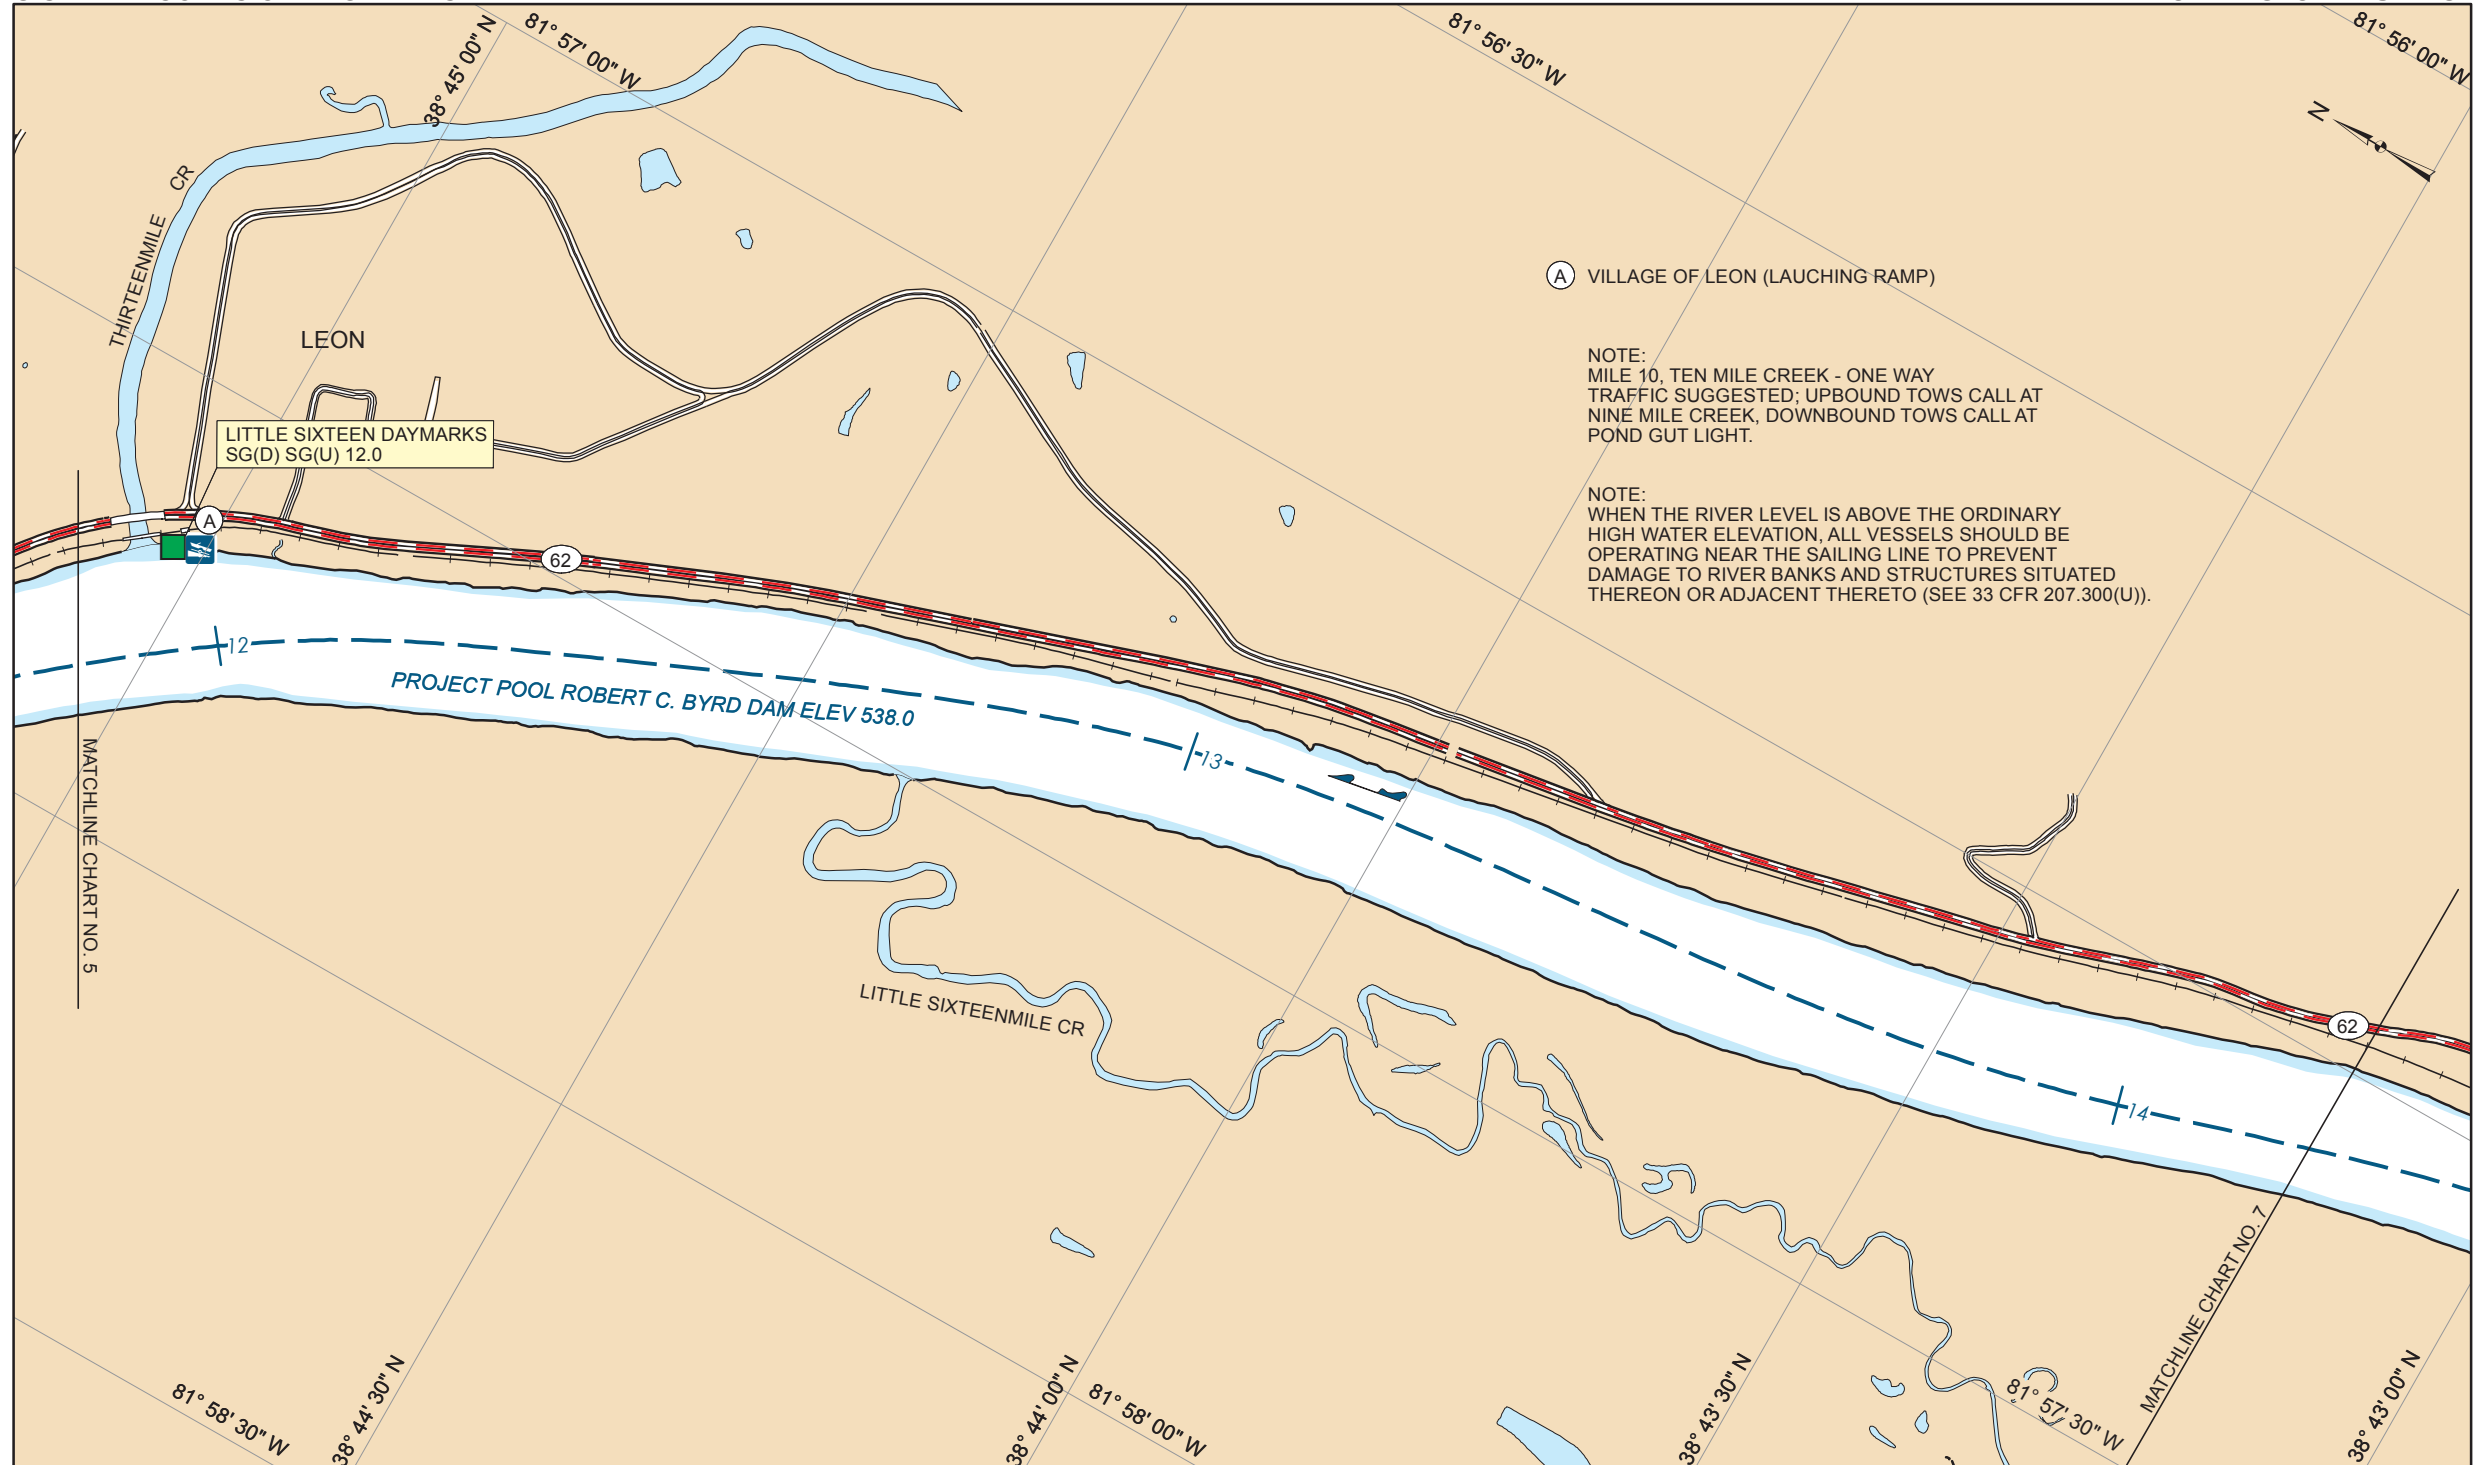 81° 57' 00" W
81° 56' 30" W
81° 56' 00" W
38° 45' 00" N
N
CR
THIRTEENMILE
LEON
A VILLAGE OF LEON (LAUCHING RAMP)
NOTE:
MILE 10, TEN MILE CREEK - ONE WAY
TRAFFIC SUGGESTED; UPBOUND TOWS CALL AT
NINE MILE CREEK, DOWNBOUND TOWS CALL AT
POND GUT LIGHT.
LITTLE SIXTEEN DAYMARKS
SG(D) SG(U) 12.0
NOTE:
WHEN THE RIVER LEVEL IS ABOVE THE ORDINARY
HIGH WATER ELEVATION, ALL VESSELS SHOULD BE
OPERATING NEAR THE SAILING LINE TO PREVENT
DAMAGE TO RIVER BANKS AND STRUCTURES SITUATED
THEREON OR ADJACENT THERETO (SEE 33 CFR 207.300(U)).
A
62
12
PROJECT POOL ROBERT C. BYRD DAM ELEV 538.0
13
MATCHLINE CHART NO. 5
LITTLE SIXTEENMILE CR
62
14
MATCHLINE CHART NO. 7
81° 58' 30" W
38° 44' 30" N
38° 44' 00" N
81° 58' 00" W
38° 43' 30" N
81° 57' 30" W
38° 43' 00" N